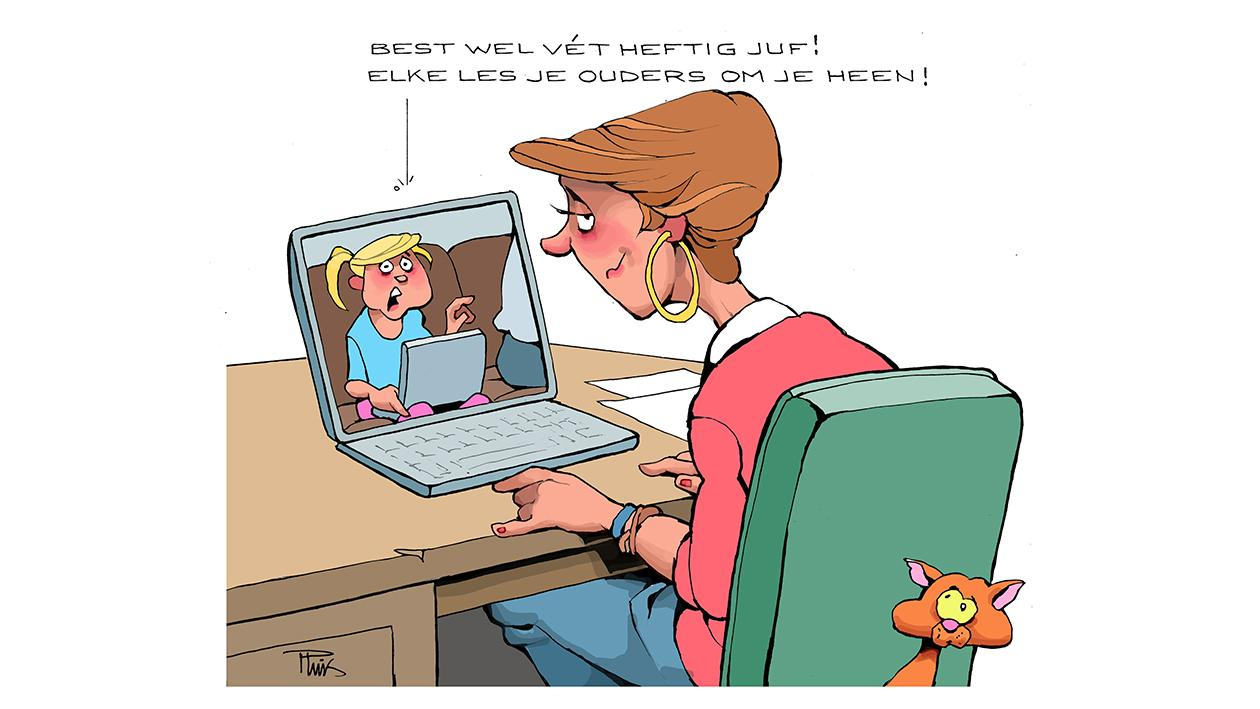 BEST WEL VÉT HEFTIG JUF!
ELKE LES JE OUDERS OM JE HEEN!